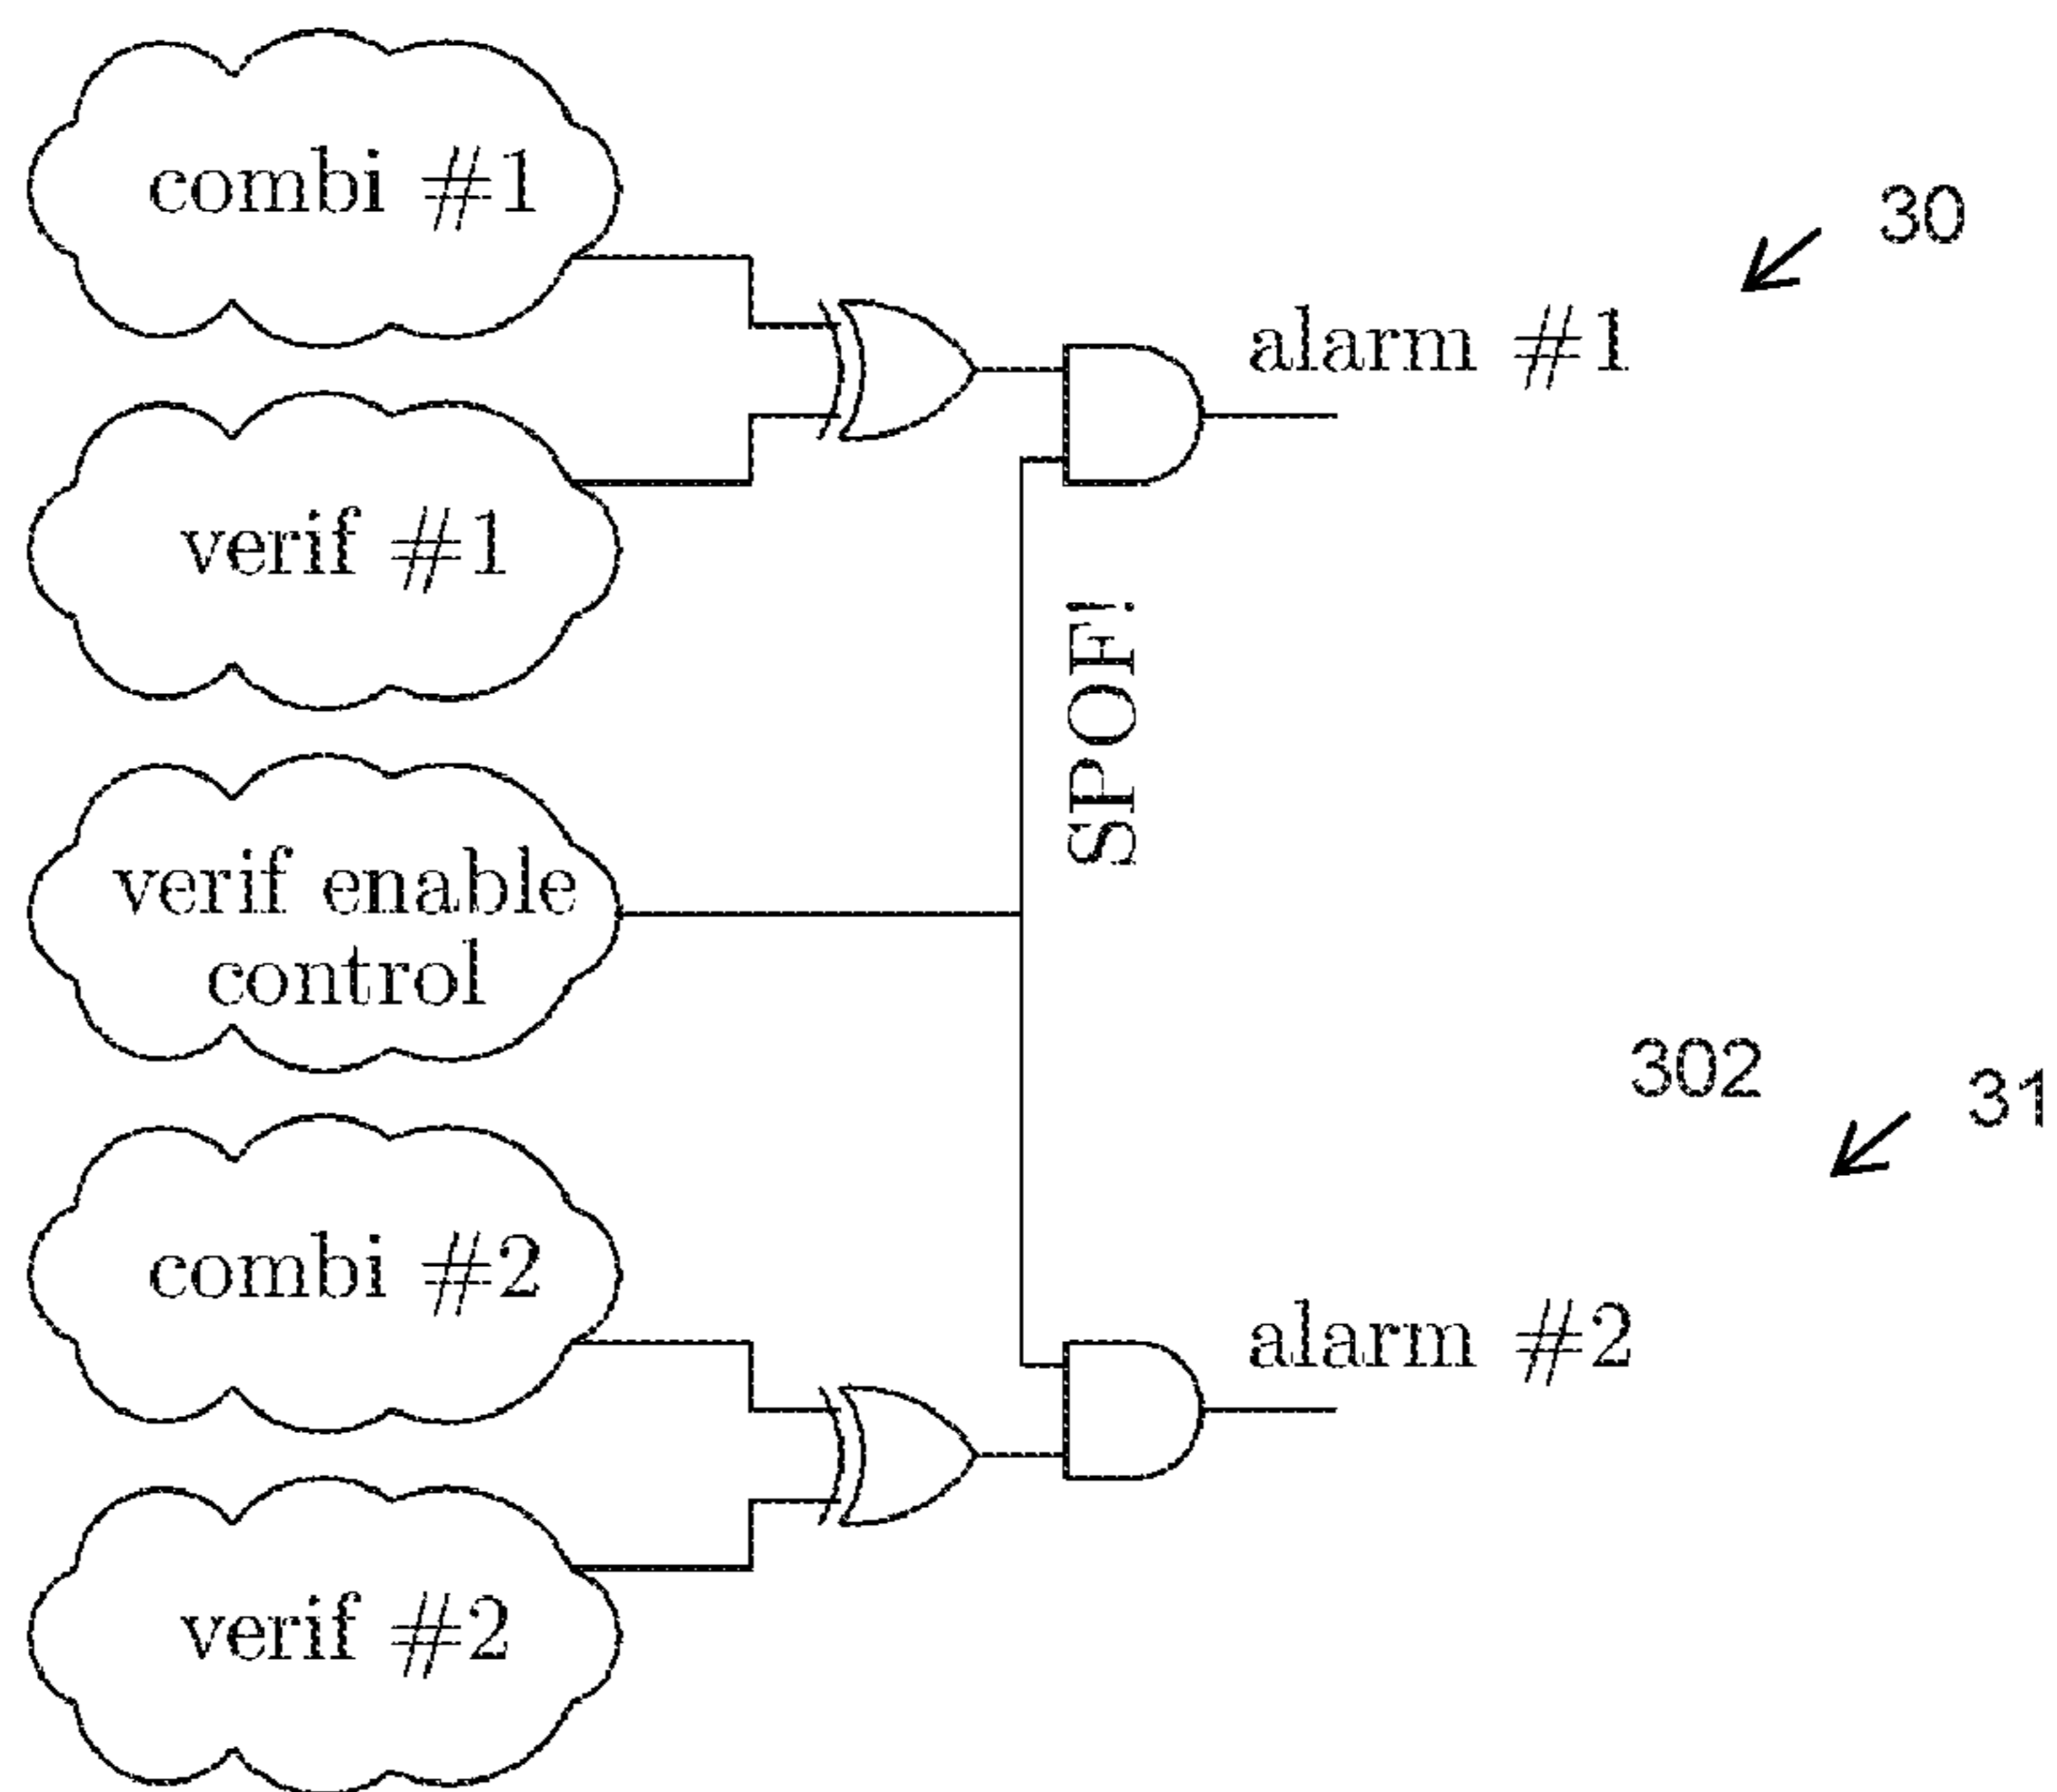 combi #1
30
alarm #1
verif #1
SPOF!
verif enable
control
302
31
combi #2
alarm #2
verif #2